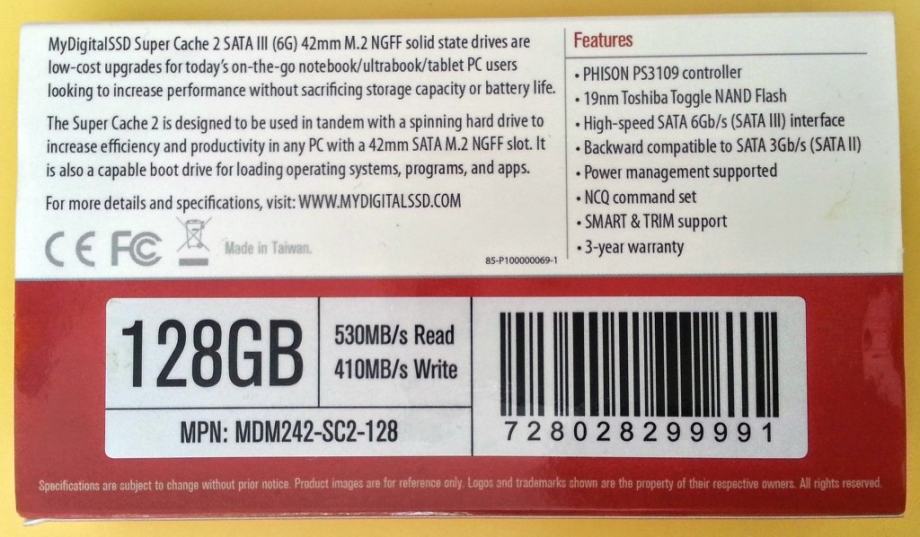 MyDigitalSSD Super Cache 2 SATA III (6G) 42mm M.2 NGFF solid state drives are
low-cost upgrades for today's on-the-go notebook/ultrabook/tablet PC users
looking to increase performance without sacrificing storage capacity or battery life.
The Super Cache 2 is designed to be used in tandem with a spinning hard drive to
increase efficiency and productivity in any PC with a 42mm SATA M.2 NGFF slot. It
is also a capable boot drive for loading operating systems, programs, and apps.
For more details and specifications, visit: WWW.MYDIGITALSSD.COM
CE FC Made in Taiwan.
85-P100000069-1
Features
• PHISON PS3109 controller
• 19nm Toshiba Toggle NAND Flash
• High-speed SATA 6Gb/s (SATA III) interface
• Backward compatible to SATA 3Gb/s (SATA II)
• Power management supported
• NCQ command set
• SMART & TRIM support
• 3-year warranty
128GB
530MB/s Read
410MB/s Write
MPN: MDM242-SC2-128
728028299991
Specifications are subject to change without prior notice. Product images are for reference only. Logos and trademarks shown are the property of their respective owners. All rights reserved.